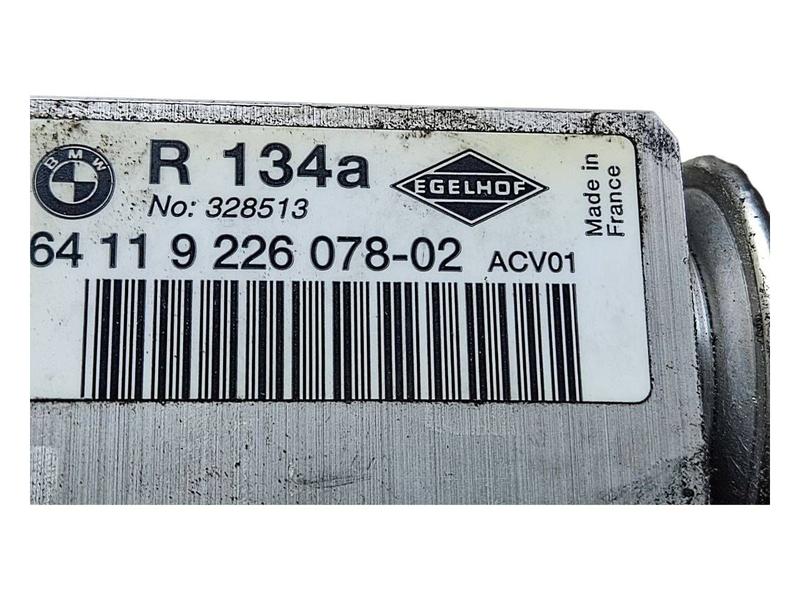 BMW
R 134a
EGELHOF
No: 328513
64 11 9 226 078-02 ACV01
Made in
France